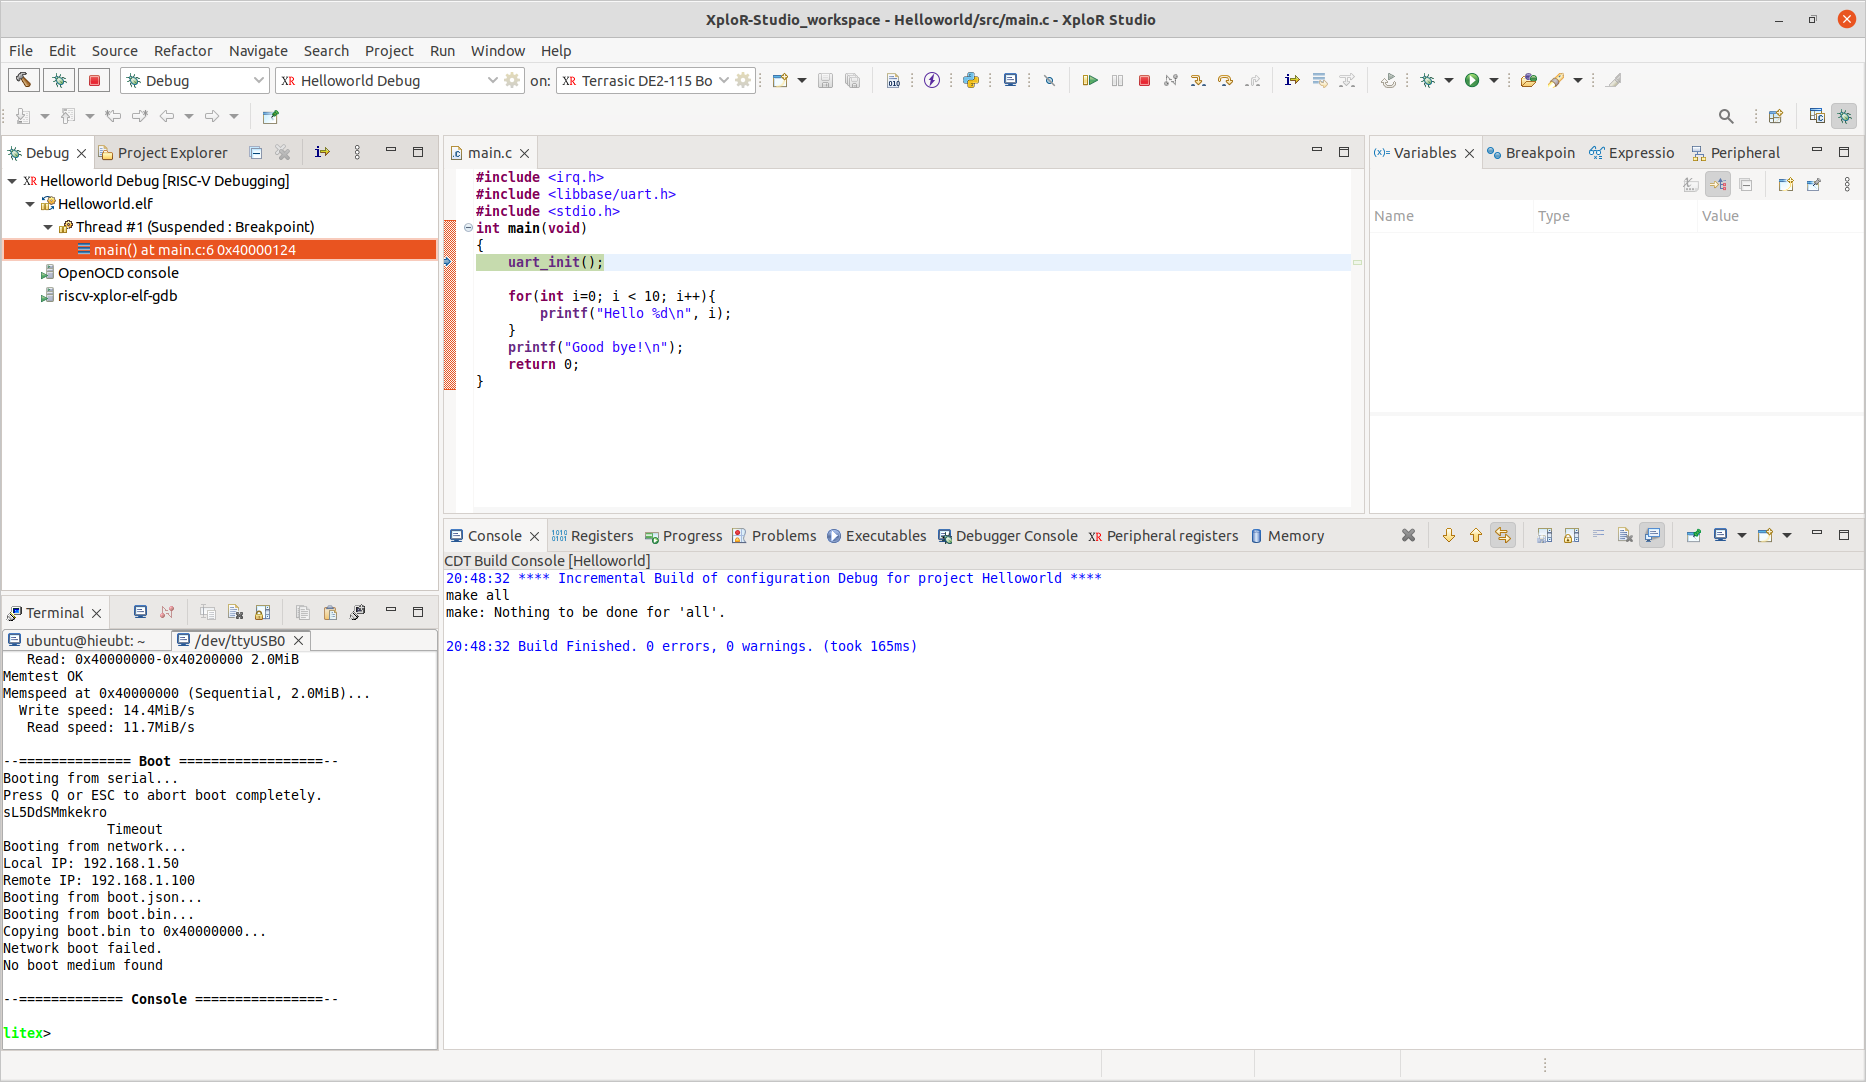 XploR-Studio_workspace - Helloworld/src/main.c - XploR Studio
File Edit Source Refactor Navigate Search Project Run Window Help
Debug
XR Helloworld Debug
on:
XR Terrasic DE2-115 Bo
Debug
Project Explorer
XR Helloworld Debug [RISC-V Debugging]
Helloworld.elf
Thread #1 (Suspended : Breakpoint)
main() at main.c:6 0x40000124
OpenOCD console
riscv-xplor-elf-gdb
main.c
#include <irq.h>
#include <libbase/uart.h>
#include <stdio.h>
int main(void)
{
uart_init();
for(int i=0; i < 10; i++){
printf("Hello %d\n", i);
}
printf("Good bye!\n");
return 0;
}
(x)= Variables
Breakpoin
Expressio
Peripheral
Name Type Value
Terminal
ubuntu@hieubt: ~
/dev/ttyUSB0
Read: 0x40000000-0x40200000 2.0MiB
Memtest OK
Memspeed at 0x40000000 (Sequential, 2.0MiB)...
Write speed: 14.4MiB/s
Read speed: 11.7MiB/s
--============== Boot ==================--
Booting from serial...
Press Q or ESC to abort boot completely.
sL5DdSMmkekro
Timeout
Booting from network...
Local IP: 192.168.1.50
Remote IP: 192.168.1.100
Booting from boot.json...
Booting from boot.bin...
Copying boot.bin to 0x40000000...
Network boot failed.
No boot medium found
--============= Console ================--
litex>
Console
Registers
Progress
Problems
Executables
Debugger Console
XR Peripheral registers
Memory
CDT Build Console [Helloworld]
20:48:32 **** Incremental Build of configuration Debug for project Helloworld ****
make all
make: Nothing to be done for 'all'.
20:48:32 Build Finished. 0 errors, 0 warnings. (took 165ms)